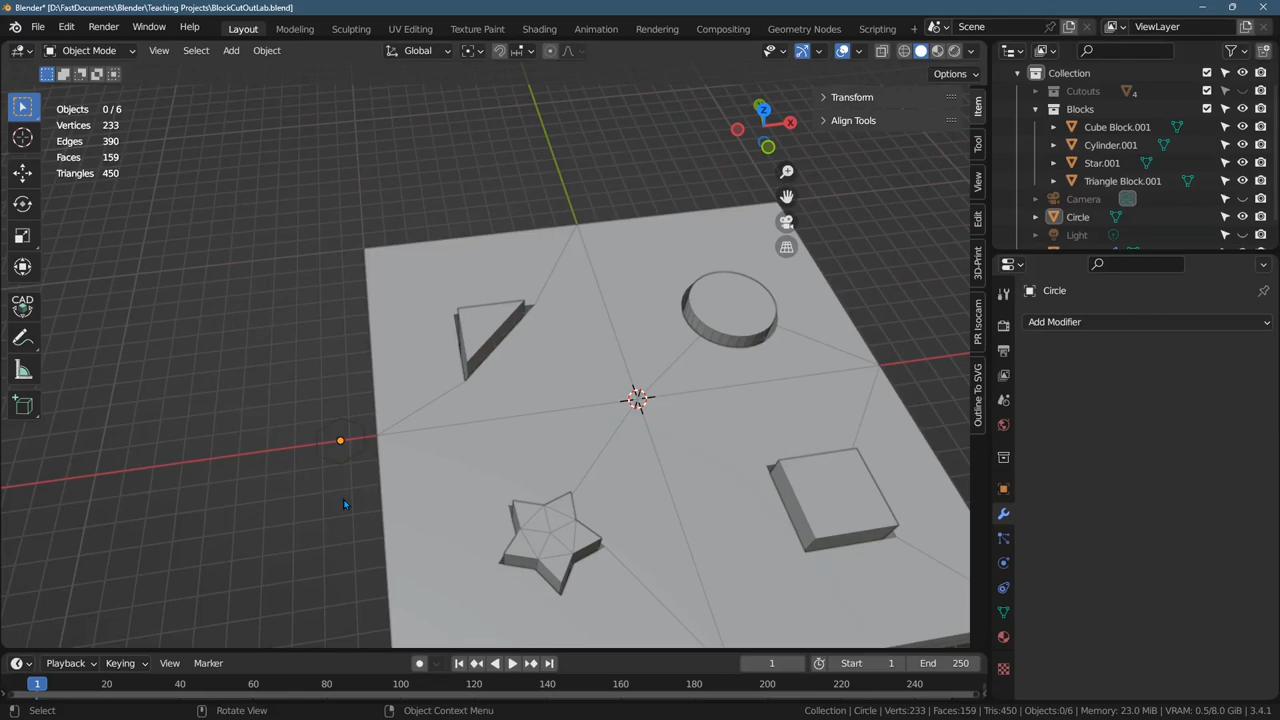 Blender* [D:\FastDocuments\Blender\Teaching Projects\BlockCutOutLab.blend]
File Edit Render Window Help Layout Modeling Sculpting UV Editing Texture Paint Shading Animation Rendering Compositing Geometry Nodes Scripting Scene ViewLayer
Object Mode View Select Add Object Global
Options
Objects 0 / 6
Vertices 233
Edges 390
Faces 159
Triangles 450
Transform
Align Tools
Z
X
Item
Tool
View
Edit
3D-Print
PR Isocam
Outline To SVG
CAD
Collection
Cutouts 4
Blocks
Cube Block.001
Cylinder.001
Star.001
Triangle Block.001
Camera
Circle
Light
Circle
Add Modifier
Playback Keying View Marker 1 Start 1 End 250
1 20 40 60 80 100 120 140 160 180 200 220 240
Select Rotate View Object Context Menu Collection | Circle | Verts:233 | Faces:159 | Tris:450 | Objects:0/6 | Memory: 23.0 MiB | VRAM: 0.5/8.0 GiB | 3.4.1